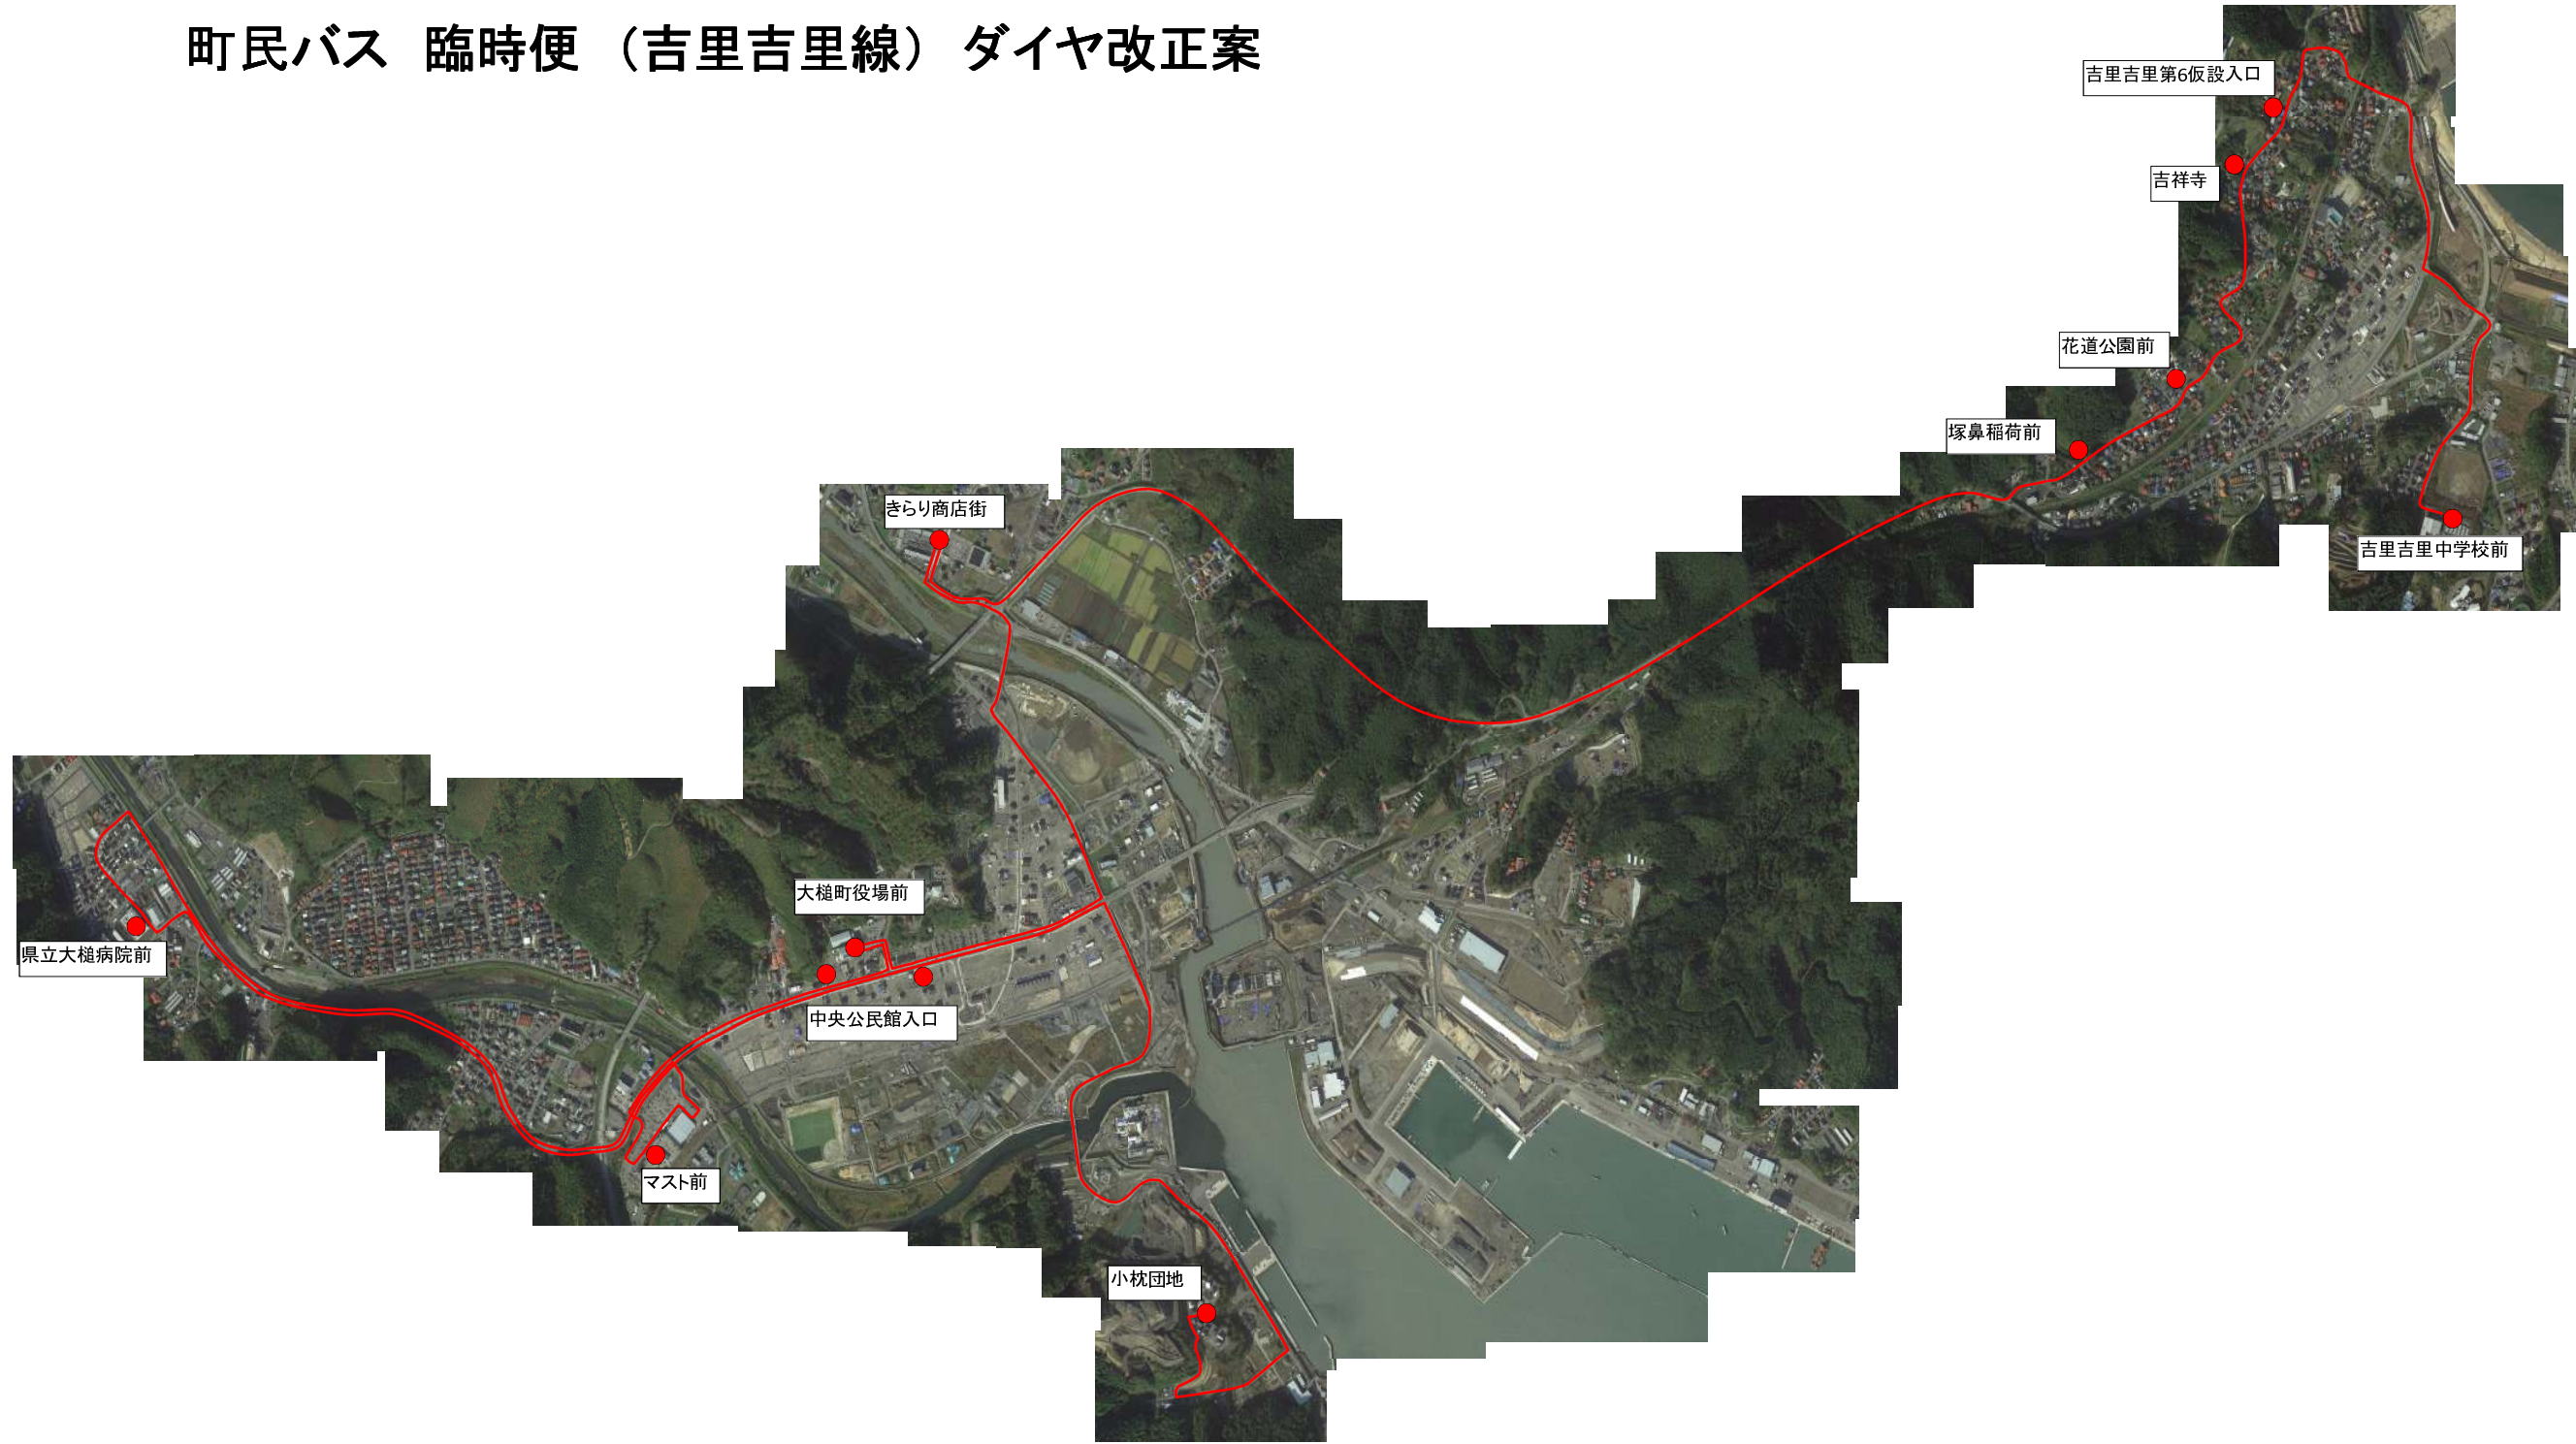 町民バス　臨時便　（吉里吉里線）　ダイヤ改正案
吉里吉里第6仮設入口
吉祥寺
花道公園前
塚鼻稲荷前
きらり商店街
吉里吉里中学校前
大槌町役場前
県立大槌病院前
中央公民館入口
マスト前
小枕団地